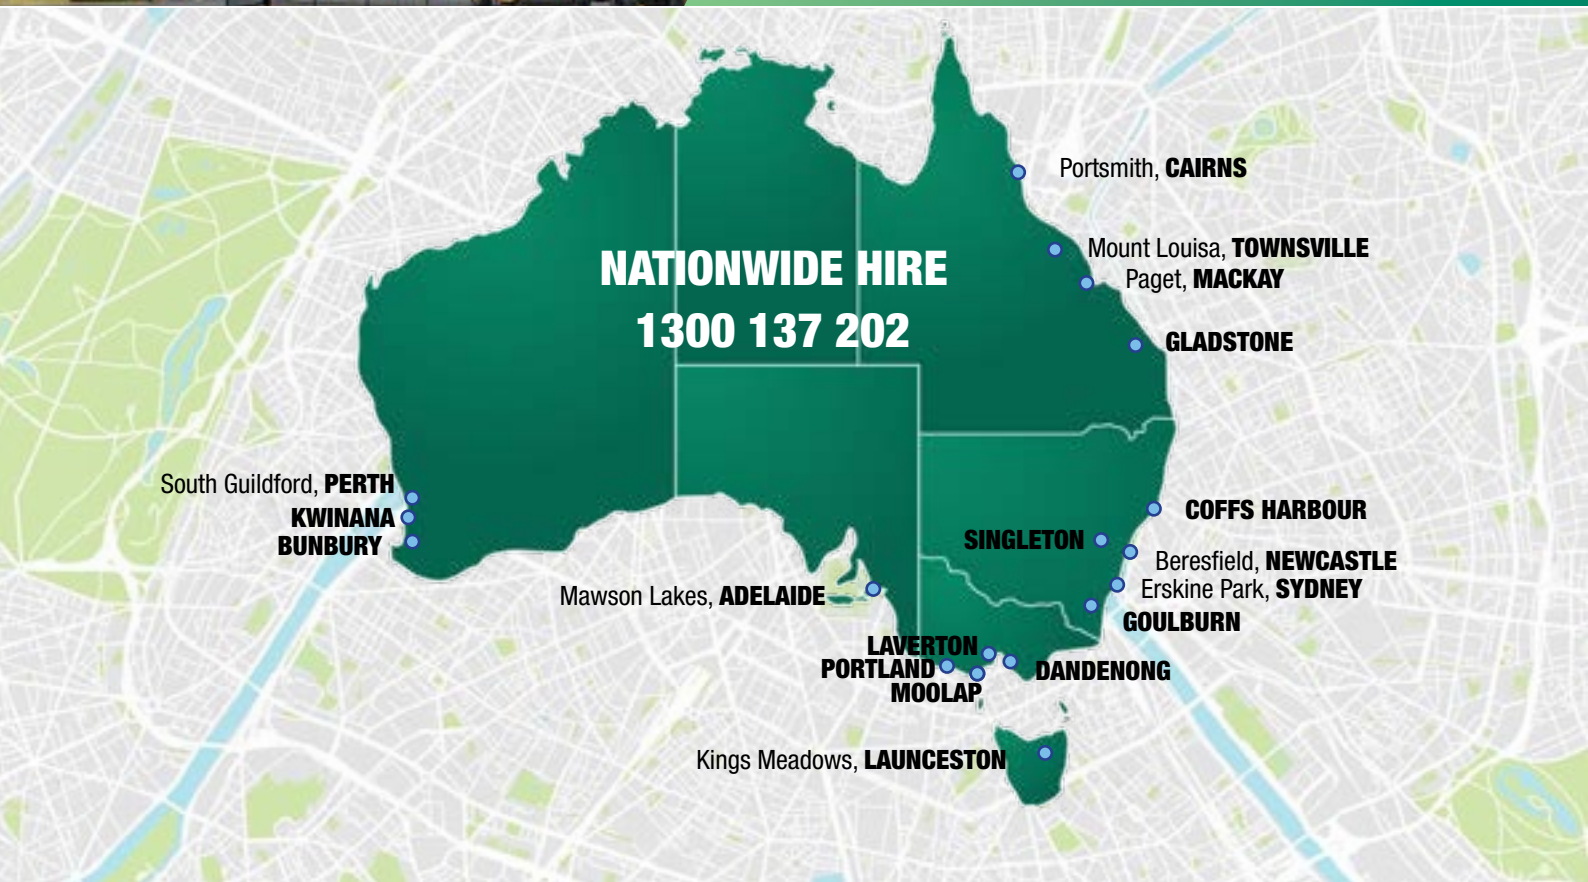 Portsmith, CAIRNS
Mount Louisa, TOWNSVILLE
Paget, MACKAY
NATIONWIDE HIRE
1300 137 202
GLADSTONE
South Guildford, PERTH
KWINANA
BUNBURY
COFFS HARBOUR
SINGLETON
Beresfield, NEWCASTLE
Erskine Park, SYDNEY
Mawson Lakes, ADELAIDE
GOULBURN
LAVERTON
PORTLAND
DANDENONG
MOOLAP
Kings Meadows, LAUNCESTON